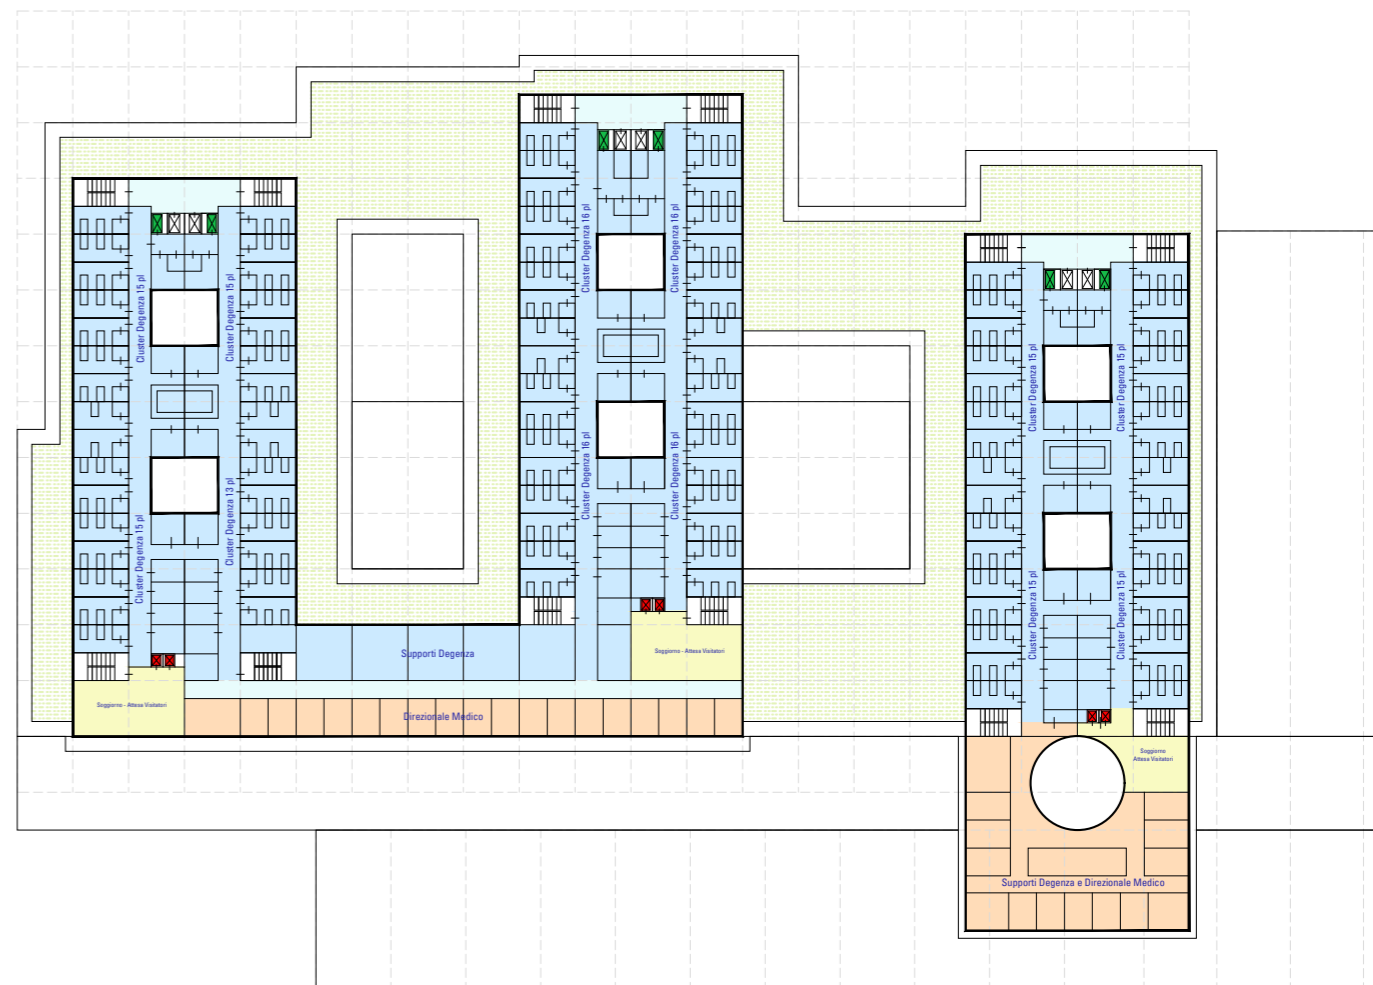 Cluster Degenza 16 pl
Cluster Degenza 16 pl
Cluster Degenza 15 pl
Cluster Degenza 15 pl
Cluster Degenza 15 pl
Cluster Degenza 15 pl
Cluster Degenza 16 pl
Cluster Degenza 16 pl
Cluster Degenza 15 pl
Cluster Degenza 13 pl
Cluster Degenza 15 pl
Cluster Degenza 15 pl
Supporti Degenza
Soggiorno - Attesa Visitatori
Soggiorno - Attesa Visitatori
Direzionale Medico
Soggiorno
Attesa Visitatori
Supporti Degenza e Direzionale Medico